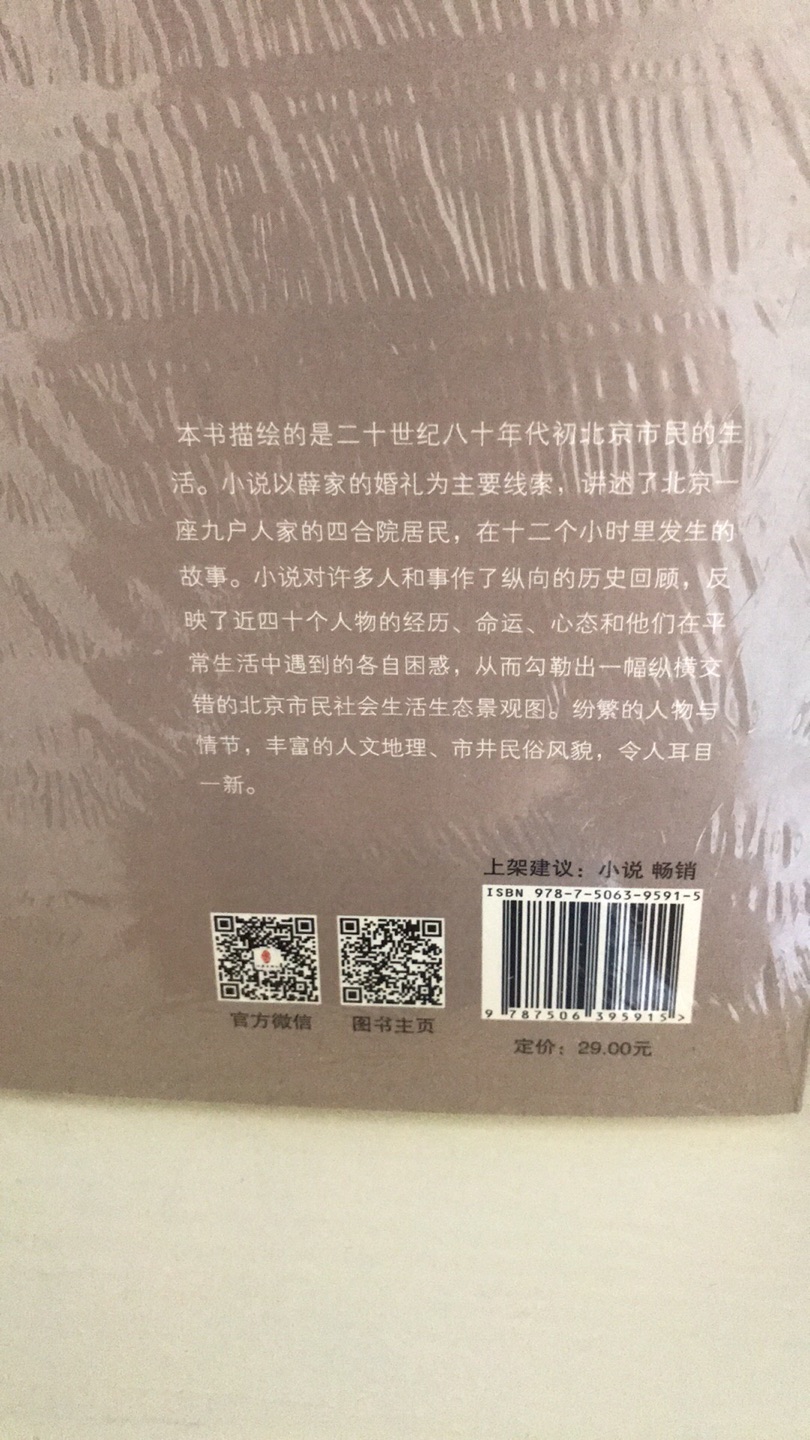 本书描绘的是二十世纪八十年代初北京市民的生
活。小说以薛家的婚礼为主要线索，讲述了北京一
座九户人家的四合院居民，在十二个小时里发生的
故事。小说对许多人和事作了纵向的历史回顾，反
映了近四十个人物的经历、命运、心态和他们在平
常生活中遇到的各自困惑，从而勾勒出一幅纵横交
错的北京市民社会生活生态景观图。纷繁的人物与
情节，丰富的人文地理、市井民俗风貌，令人耳目
一新。
上架建议：小说 畅销
ISBN 978-7-5063-9591-5
9 787506 395915 >
官方微信
图书主页
定价：29.00元